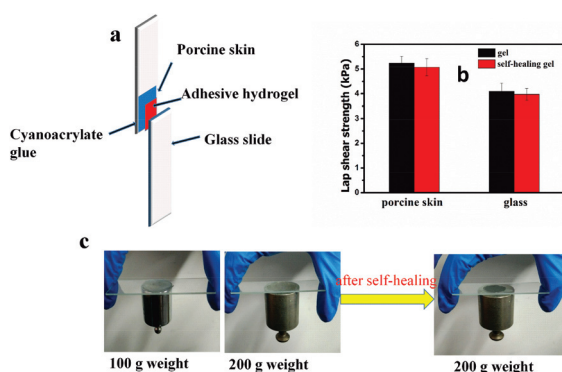 a
Porcine skin
Adhesive hydrogel
Cyanoacrylate
glue
Glass slide
Lap shear strength (kPa)
6
5
4
3
2
1
0
gel
self-healing gel
b
porcine skin
glass
c
after self-healing
100 g weight
200 g weight
200 g weight